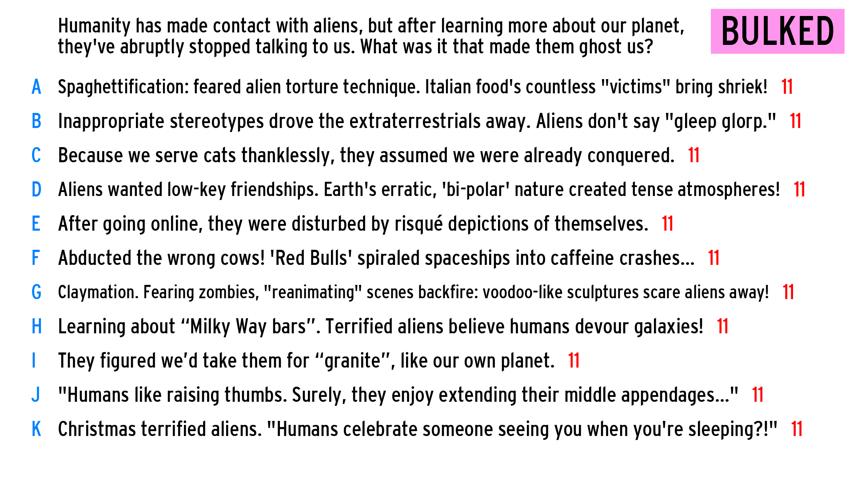 Humanity has made contact with aliens, but after learning more about our planet,
they've abruptly stopped talking to us. What was it that made them ghost us?
BULKED
A Spaghettification: feared alien torture technique. Italian food's countless "victims" bring shriek! 11
B Inappropriate stereotypes drove the extraterrestrials away. Aliens don't say "gleep glorp." 11
C Because we serve cats thanklessly, they assumed we were already conquered. 11
D Aliens wanted low-key friendships. Earth's erratic, 'bi-polar' nature created tense atmospheres! 11
E After going online, they were disturbed by risqué depictions of themselves. 11
F Abducted the wrong cows! 'Red Bulls' spiraled spaceships into caffeine crashes... 11
G Claymation. Fearing zombies, "reanimating" scenes backfire: voodoo-like sculptures scare aliens away! 11
H Learning about “Milky Way bars”. Terrified aliens believe humans devour galaxies! 11
I They figured we’d take them for “granite”, like our own planet. 11
J "Humans like raising thumbs. Surely, they enjoy extending their middle appendages..." 11
K Christmas terrified aliens. "Humans celebrate someone seeing you when you're sleeping?!" 11